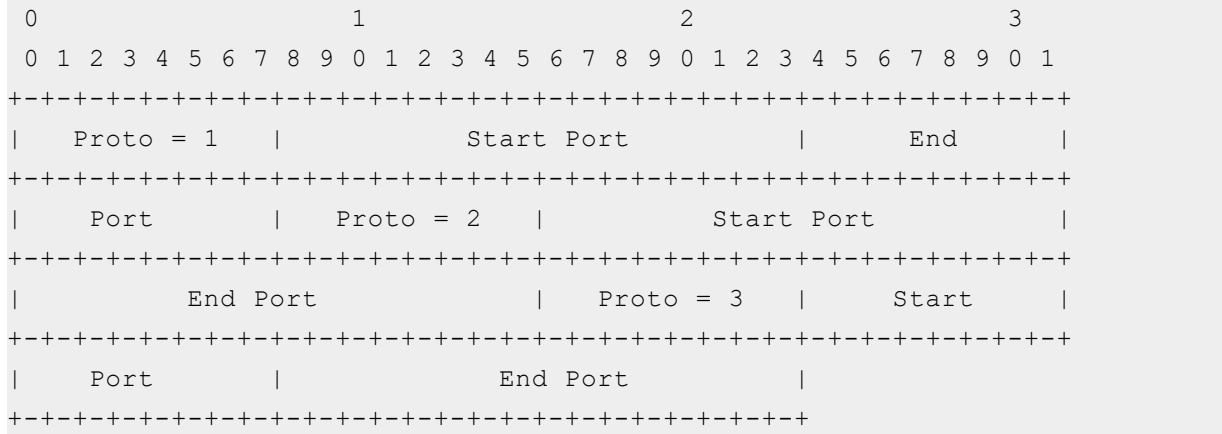 0                   1                   2                   3
 0 1 2 3 4 5 6 7 8 9 0 1 2 3 4 5 6 7 8 9 0 1 2 3 4 5 6 7 8 9 0 1
+-+-+-+-+-+-+-+-+-+-+-+-+-+-+-+-+-+-+-+-+-+-+-+-+-+-+-+-+-+-+-+-+
|   Proto = 1   |           Start Port          |      End      |
+-+-+-+-+-+-+-+-+-+-+-+-+-+-+-+-+-+-+-+-+-+-+-+-+-+-+-+-+-+-+-+-+
|    Port       |   Proto = 2   |          Start Port           |
+-+-+-+-+-+-+-+-+-+-+-+-+-+-+-+-+-+-+-+-+-+-+-+-+-+-+-+-+-+-+-+-+
|          End Port             |   Proto = 3   |     Start     |
+-+-+-+-+-+-+-+-+-+-+-+-+-+-+-+-+-+-+-+-+-+-+-+-+-+-+-+-+-+-+-+-+
|    Port       |             End Port          |
+-+-+-+-+-+-+-+-+-+-+-+-+-+-+-+-+-+-+-+-+-+-+-+-+